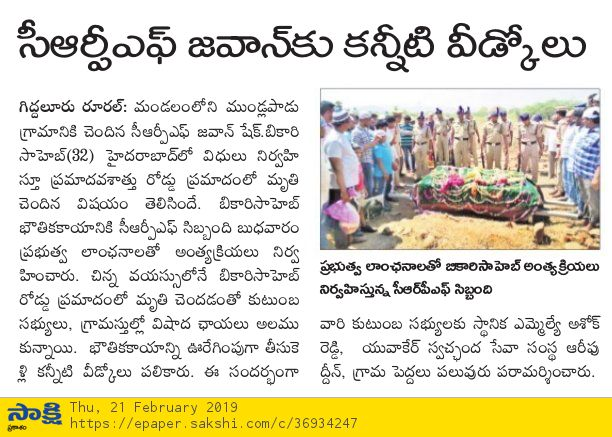 సీఆర్పీఎఫ్ జవాన్‌కు కన్నీటి వీడ్కోలు
గిద్దలూరు రూరల్: మండలంలోని ముండ్లపాడు
గ్రామానికి చెందిన సీఆర్పీఎఫ్ జవాన్ షేక్.బికారి
సాహెబ్(32) హైదరాబాద్‌లో విధులు నిర్వహి
స్తూ ప్రమాదవశాత్తు రోడ్డు ప్రమాదంలో మృతి
చెందిన విషయం తెలిసిందే. బికారిసాహెబ్
భౌతికకాయానికి సీఆర్పీఎఫ్ సిబ్బంది బుధవారం
ప్రభుత్వ లాంఛనాలతో అంత్యక్రియలు నిర్వ
హించారు. చిన్న వయస్సులోనే బికారిసాహెబ్
రోడ్డు ప్రమాదంలో మృతి చెందడంతో కుటుంబ
సభ్యులు, గ్రామస్తుల్లో విషాద ఛాయలు అలము
కున్నాయి. భౌతికకాయాన్ని ఊరేగింపుగా తీసుకె
ళ్లి కన్నీటి వీడ్కోలు పలికారు. ఈ సందర్భంగా
ప్రభుత్వ లాంఛనాలతో బికారిసాహెబ్ అంత్యక్రియలు
నిర్వహిస్తున్న సీఆర్‌పీఎఫ్ సిబ్బంది
వారి కుటుంబ సభ్యులకు స్థానిక ఎమ్మెల్యే అశోక్
రెడ్డి, యువాకేర్ స్వచ్ఛంద సేవా సంస్థ ఆరీఫు
ద్దీన్, గ్రామ పెద్దలు పలువురు పరామర్శించారు.
సాక్షి
ప్రకాశం
Thu, 21 February 2019
https://epaper.sakshi.com/c/36934247